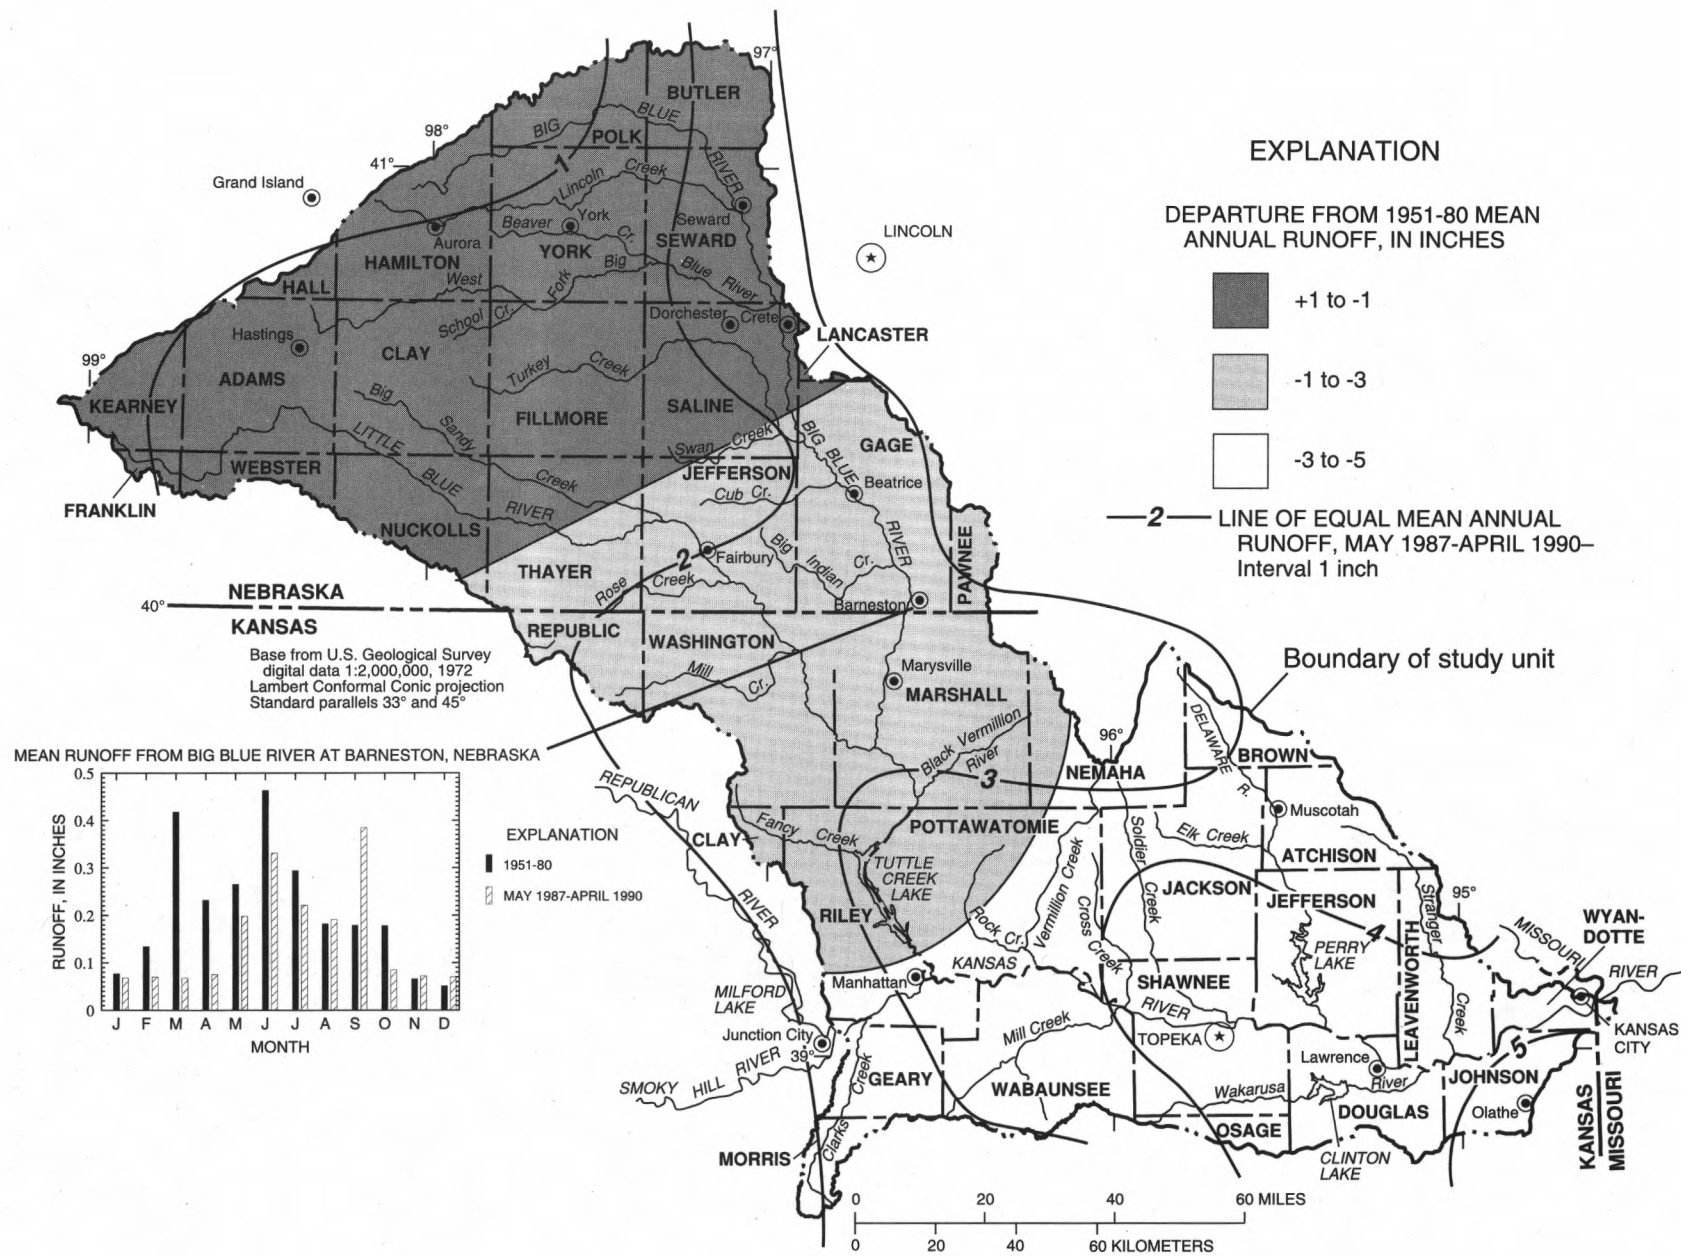 97°
BUTLER
BIG
BLUE
POLK
98°
41°
1
RIVER
Grand Island
Lincoln
Creek
Beaver
York
Cr.
Seward
Aurora
YORK
SEWARD
LINCOLN
HAMILTON
West
Fork
Big
Blue
River
HALL
School
Cr.
Dorchester
Crete
Hastings
LANCASTER
CLAY
99°
ADAMS
Turkey
Creek
KEARNEY
Big
Sandy
Creek
FILLMORE
SALINE
LITTLE
BLUE
RIVER
Swan
Creek
BIG
BLUE
RIVER
GAGE
WEBSTER
JEFFERSON
Cub Cr.
Beatrice
FRANKLIN
NUCKOLLS
2
Fairbury
Big
Indian
Cr.
PAWNEE
THAYER
Rose
Creek
Barneston
NEBRASKA
40°
KANSAS
REPUBLIC
WASHINGTON
Base from U.S. Geological Survey
digital data 1:2,000,000, 1972
Lambert Conformal Conic projection
Standard parallels 33° and 45°
Mill
Cr.
Marysville
MARSHALL
Black Vermillion
River
3
EXPLANATION
DEPARTURE FROM 1951-80 MEAN
ANNUAL RUNOFF, IN INCHES
+1 to -1
-1 to -3
-3 to -5
2
LINE OF EQUAL MEAN ANNUAL
RUNOFF, MAY 1987-APRIL 1990–
Interval 1 inch
Boundary of study unit
DELAWARE
R.
96°
BROWN
NEMAHA
MEAN RUNOFF FROM BIG BLUE RIVER AT BARNESTON, NEBRASKA
0.5
0.4
0.3
0.2
0.1
0
RUNOFF, IN INCHES
J F M A M J J A S O N D
MONTH
EXPLANATION
1951-80
MAY 1987-APRIL 1990
REPUBLICAN
RIVER
CLAY
Fancy
Creek
POTTAWATOMIE
TUTTLE
CREEK
LAKE
RILEY
Rock Cr.
Vermillion Creek
Cross
Creek
Soldier
Creek
Elk Creek
Muscotah
ATCHISON
JACKSON
JEFFERSON
95°
4
Stranger
Creek
LEAVENWORTH
MISSOURI
RIVER
WYAN-
DOTTE
PERRY
LAKE
KANSAS
RIVER
SHAWNEE
Manhattan
MILFORD
LAKE
Junction City
39°
SMOKY
HILL
RIVER
GEARY
Mill Creek
TOPEKA
KANSAS
CITY
5
Lawrence
River
JOHNSON
WABAUNSEE
Wakarusa
DOUGLAS
Olathe
OSAGE
CLINTON
LAKE
KANSAS
MISSOURI
MORRIS
Clarks
Creek
0 20 40 60 MILES
0 20 40 60 KILOMETERS